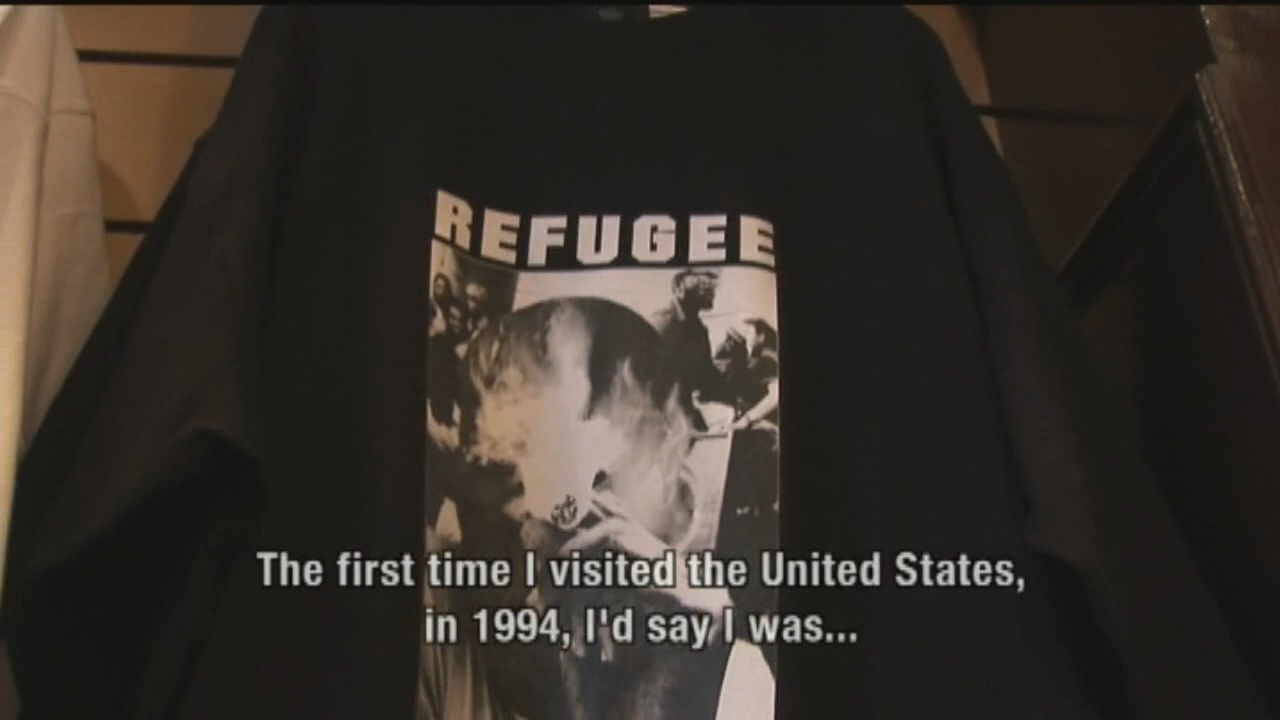 REFUGEE
The first time I visited the United States,
in 1994, I'd say I was...